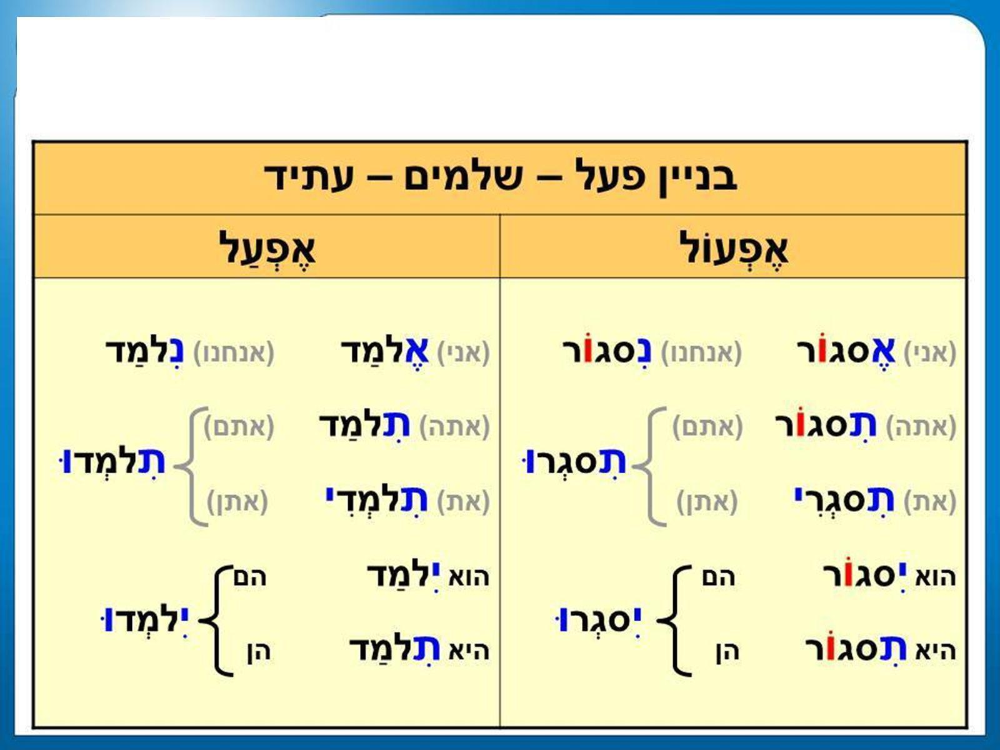 בניין פעל – שלמים – עתיד
אֶפְעוֹל
(אני) אֶסגוֹר (אנחנו) נִסגוֹר
(אתה) תִסגוֹר (אתם)
תִסגְרוּ
(את) תִסגְרִי (אתן)
הוא יִסגוֹר הם
יִסגְרוּ
היא תִסגוֹר הן
אֶפְעַל
(אני) אֶלמַד (אנחנו) נִלמַד
(אתה) תִלמַד (אתם)
תִלמְדוּ
(את) תִלמְדִי (אתן)
הוא יִלמַד הם
יִלמְדוּ
היא תִלמַד הן